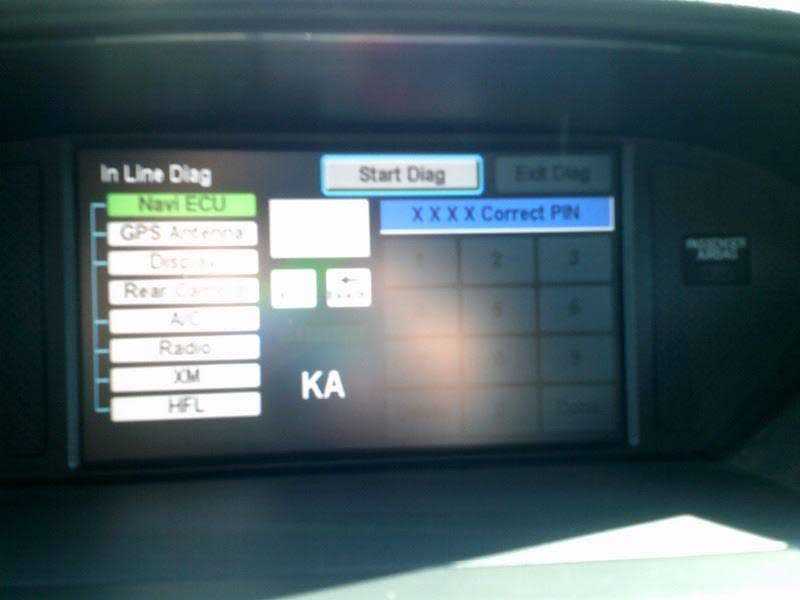 In Line Diag
Start Diag
Exit Diag
Navi ECU
X X X X Correct PIN
GPS Antenna
1 2 3
Display
Rear Camera
5 6
A/C
Radio
9
XM
KA
HFL
PASSENGER
AIRBAG